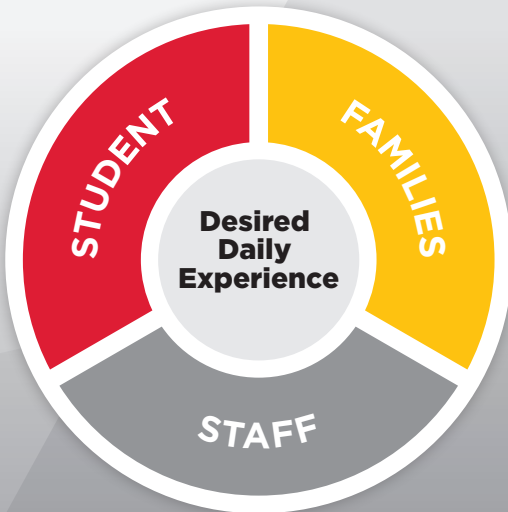 STUDENT
FAMILIES
Desired
Daily
Experience
STAFF